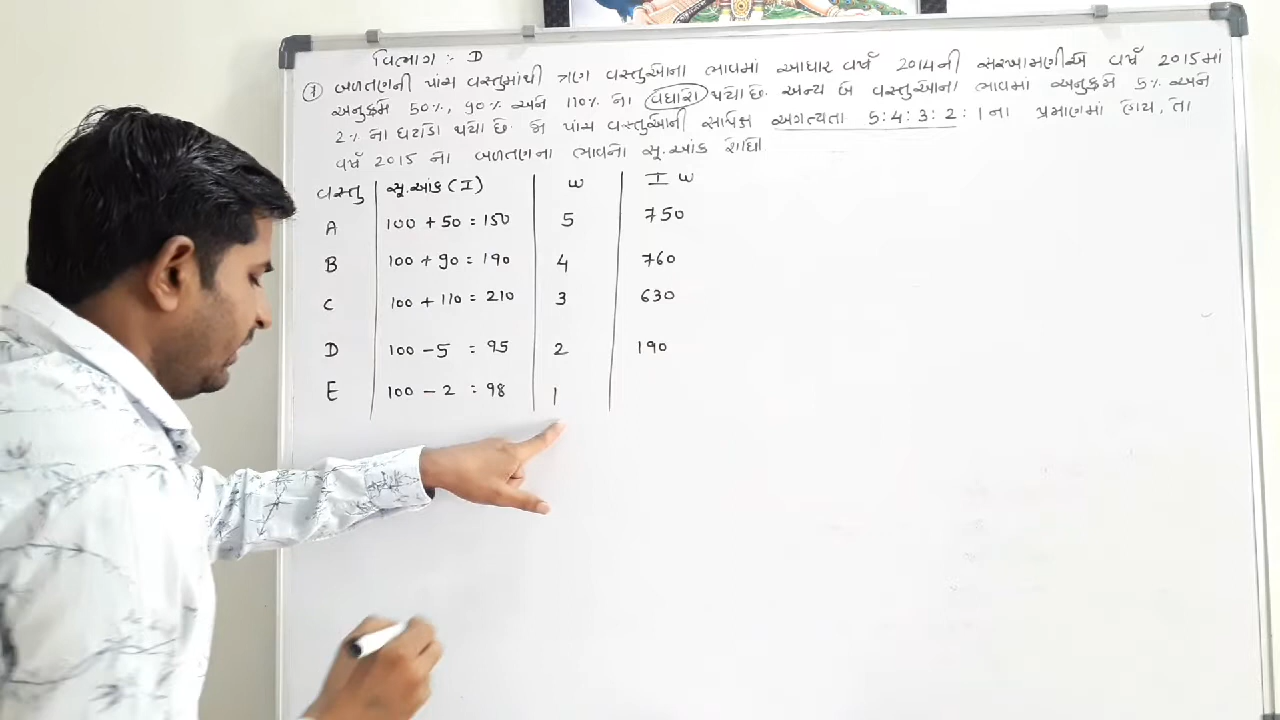 વિભાગ : D
① બળતણની પાંચ વસ્તુમાંથી ત્રણ વસ્તુઓના ભાવમાં આધાર વર્ષ 2014ની સરખામણીએ વર્ષ 2015માં
અનુક્રમે 50%, 90% અને 110% નો વધારો થયો છે. અન્ય બે વસ્તુઓના ભાવમાં અનુક્રમે 5% અને
2% નો ઘટાડો થયો છે. જો પાંચ વસ્તુઓની સાપેક્ષ અગત્યતા 5:4:3:2:1ના પ્રમાણમાં હોય, તો
વર્ષ 2015 નો બળતણના ભાવનો સૂ.આંક શોધો
વસ્તુ સૂ.આંક (I) W IW
A 100 + 50 = 150 5 750
B 100 + 90 = 190 4 760
C 100 + 110 = 210 3 630
D 100 - 5 = 95 2 190
E 100 - 2 = 98 1